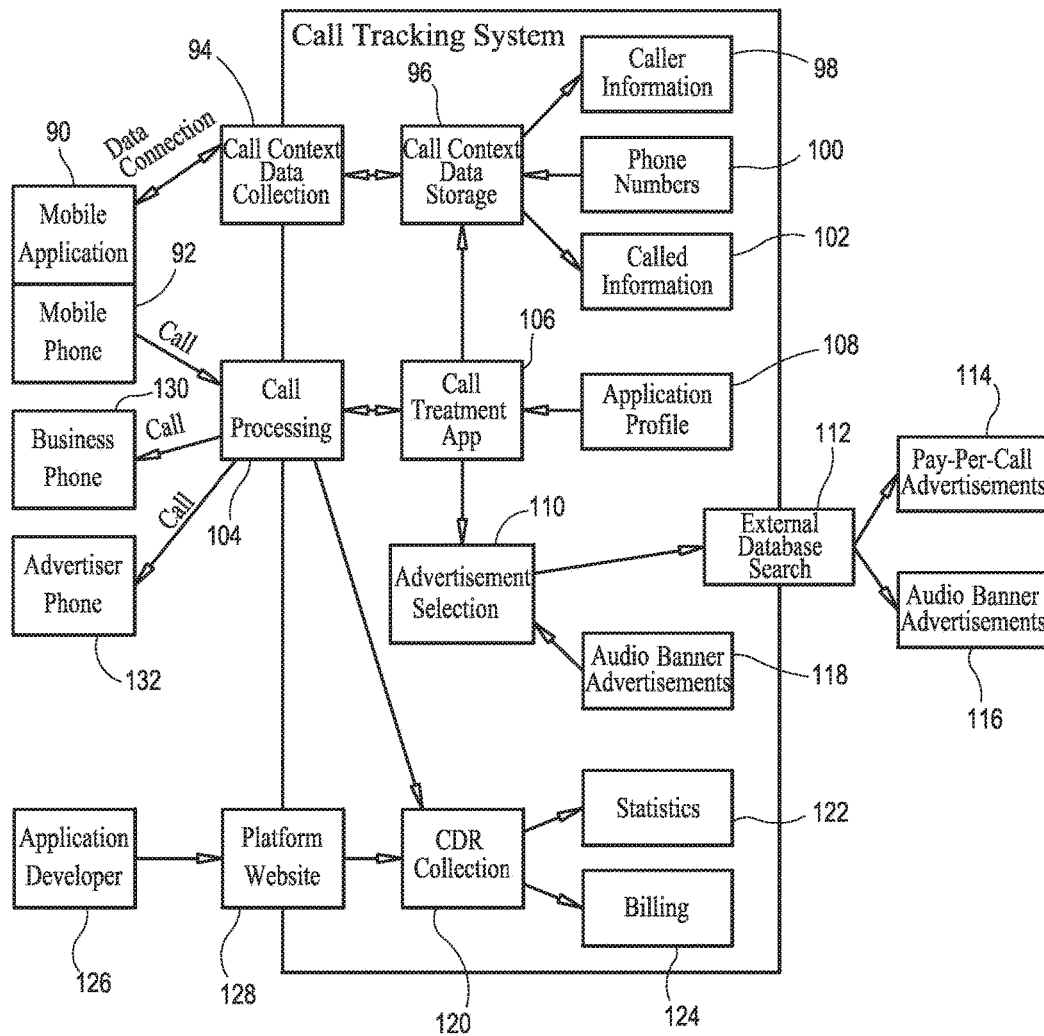 Call Tracking System
94
96
98
Caller
Information
90
Data
Connection
Call Context
Data
Collection
Call Context
Data
Storage
Phone
Numbers
100
Mobile
Application
92
Called
Information
102
Mobile
Phone
Call
106
108
130
Call
Processing
Call
Treatment
App
Application
Profile
114
Business
Phone
Call
112
Pay-Per-Call
Advertisements
Call
104
110
External
Database
Search
Advertiser
Phone
Advertisement
Selection
Audio Banner
Advertisements
132
Audio Banner
Advertisements
118
116
Application
Developer
Platform
Website
CDR
Collection
Statistics
122
Billing
126
128
120
124